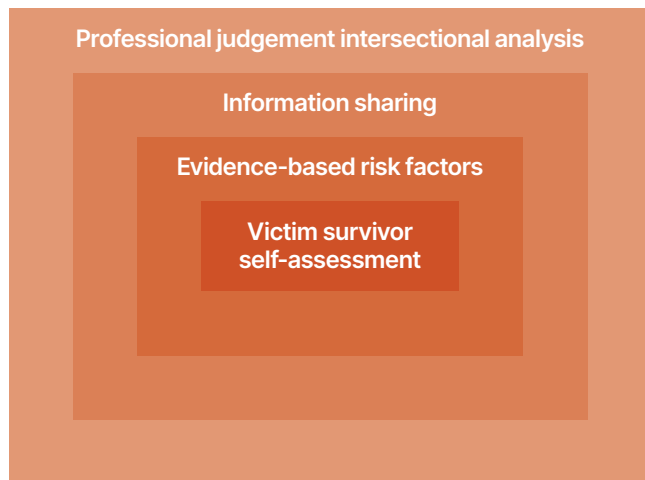 Professional judgement intersectional analysis
Information sharing
Evidence-based risk factors
Victim survivor
self-assessment